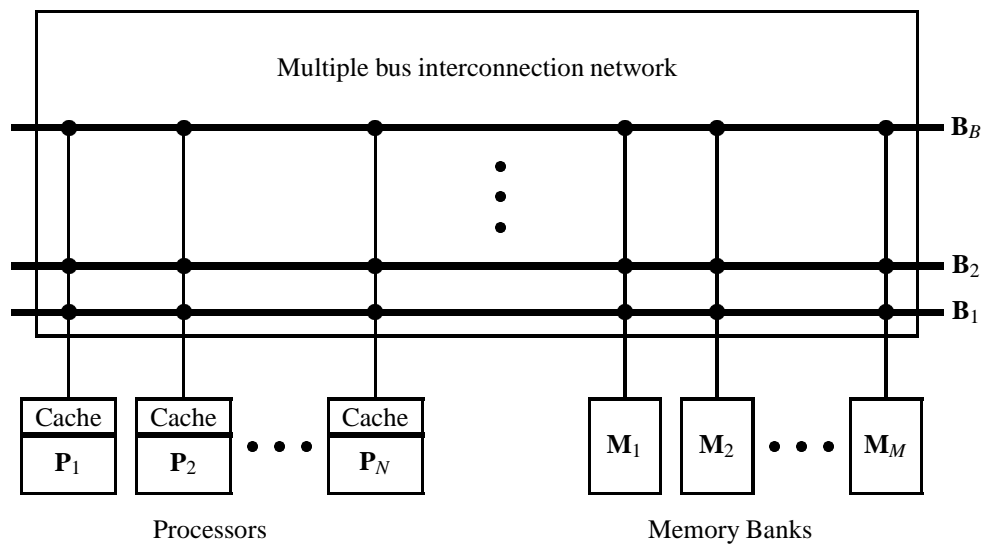 Multiple bus interconnection network
B_B
B_2
B_1
Cache
Cache
Cache
P_1
P_2
P_N
M_1
M_2
M_M
Processors
Memory Banks